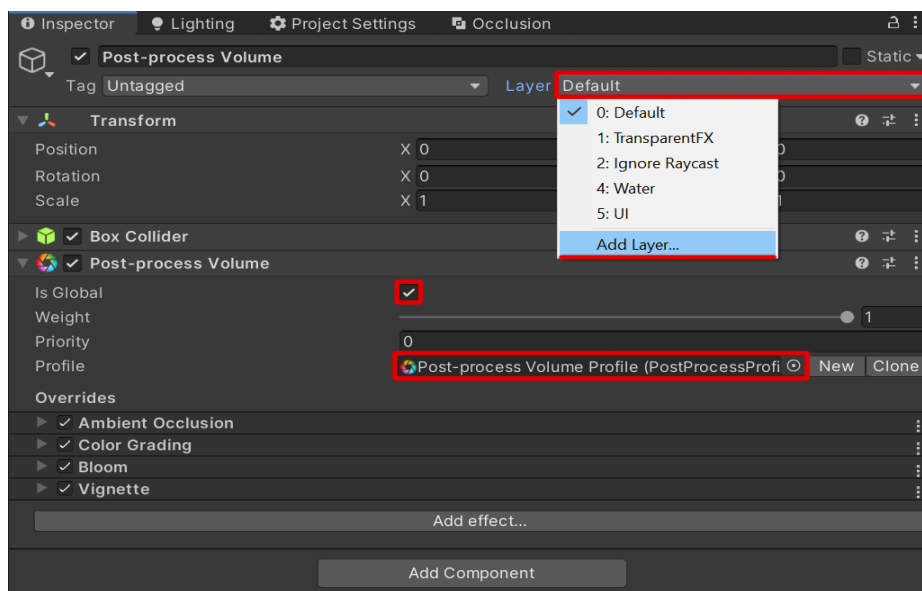 Inspector Lighting Project Settings Occlusion
Post-process Volume Static
Tag Untagged Layer Default
0: Default
Transform
1: TransparentFX
Position X 0 0
2: Ignore Raycast
Rotation X 0 0
4: Water
Scale X 1 1
5: UI
Box Collider
Add Layer...
Post-process Volume
Is Global
Weight 1
Priority 0
Profile Post-process Volume Profile (PostProcessProfi New Clone
Overrides
Ambient Occlusion
Color Grading
Bloom
Vignette
Add effect...
Add Component